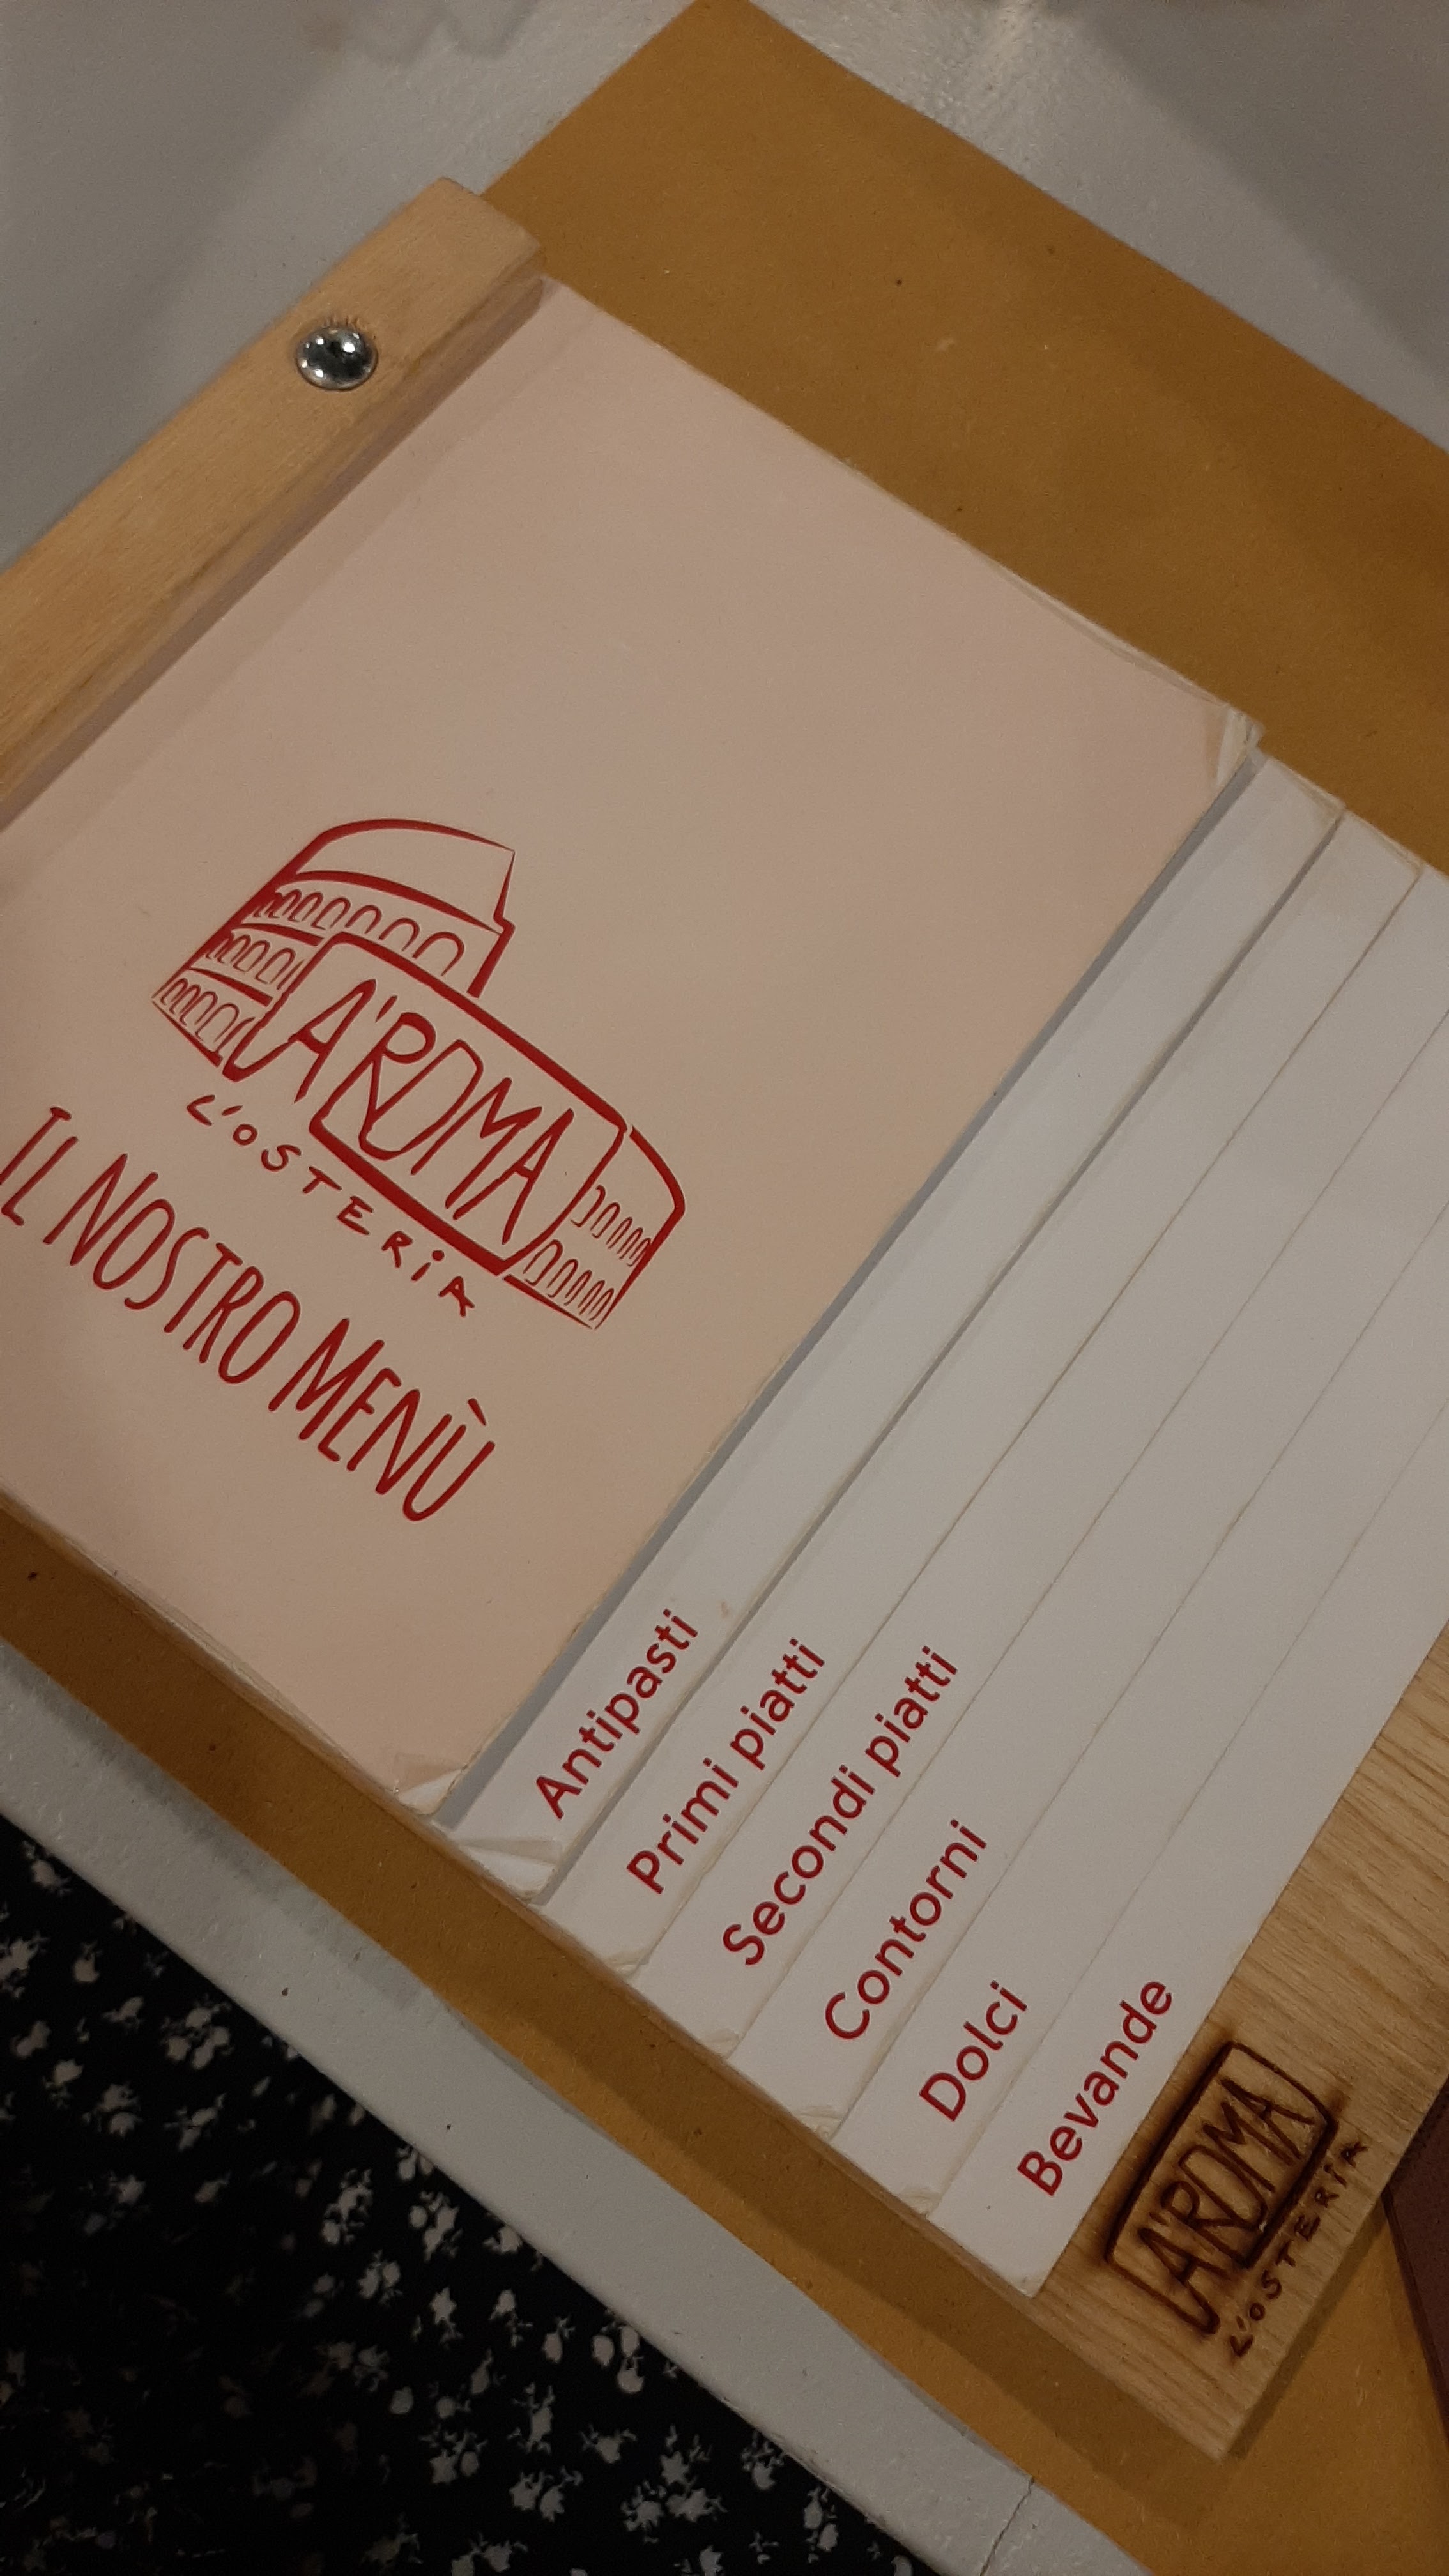 A'ROMA
L'OSTERIA
IL NOSTRO MENÙ
Antipasti
Primi piatti
Secondi piatti
Contorni
Dolci
Bevande
A'ROMA
L'OSTERIA